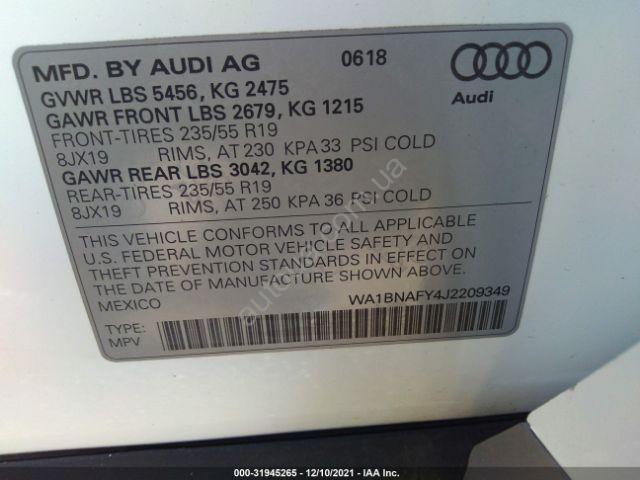 MFD. BY AUDI AG 0618
GVWR LBS 5456, KG 2475
GAWR FRONT LBS 2679, KG 1215
FRONT-TIRES 235/55 R19
8JX19 RIMS, AT 230 KPA 33 PSI COLD
GAWR REAR LBS 3042, KG 1380
REAR-TIRES 235/55 R19
8JX19 RIMS, AT 250 KPA 36 PSI COLD
Audi
THIS VEHICLE CONFORMS TO ALL APPLICABLE
U.S. FEDERAL MOTOR VEHICLE SAFETY AND
THEFT PREVENTION STANDARDS IN EFFECT ON
THE DATE OF MANUFACTURE SHOWN ABOVE.
MEXICO WA1BNAFY4J2209349
TYPE:
MPV
000-31945265 - 12/10/2021 - IAA Inc.